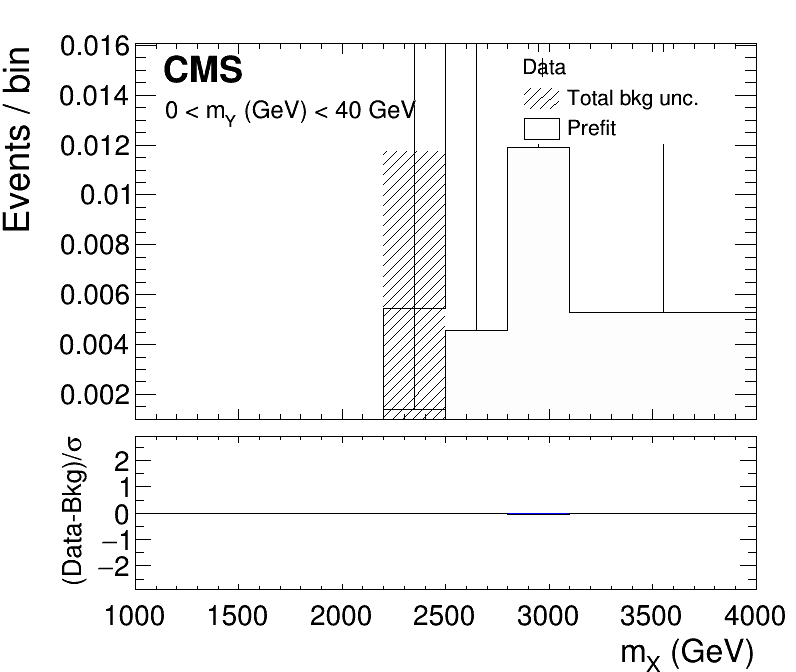 CMS
0 < mY (GeV) < 40 GeV
Data
Total bkg unc.
Prefit
Events / bin
0.016
0.014
0.012
0.01
0.008
0.006
0.004
0.002
(Data-Bkg)/σ
2
1
0
−1
−2
1000 1500 2000 2500 3000 3500 4000
mX (GeV)